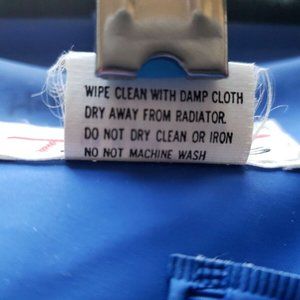 WIPE CLEAN WITH DAMP CLOTH
DRY AWAY FROM RADIATOR.
DO NOT DRY CLEAN OR IRON
NO NOT MACHINE WASH